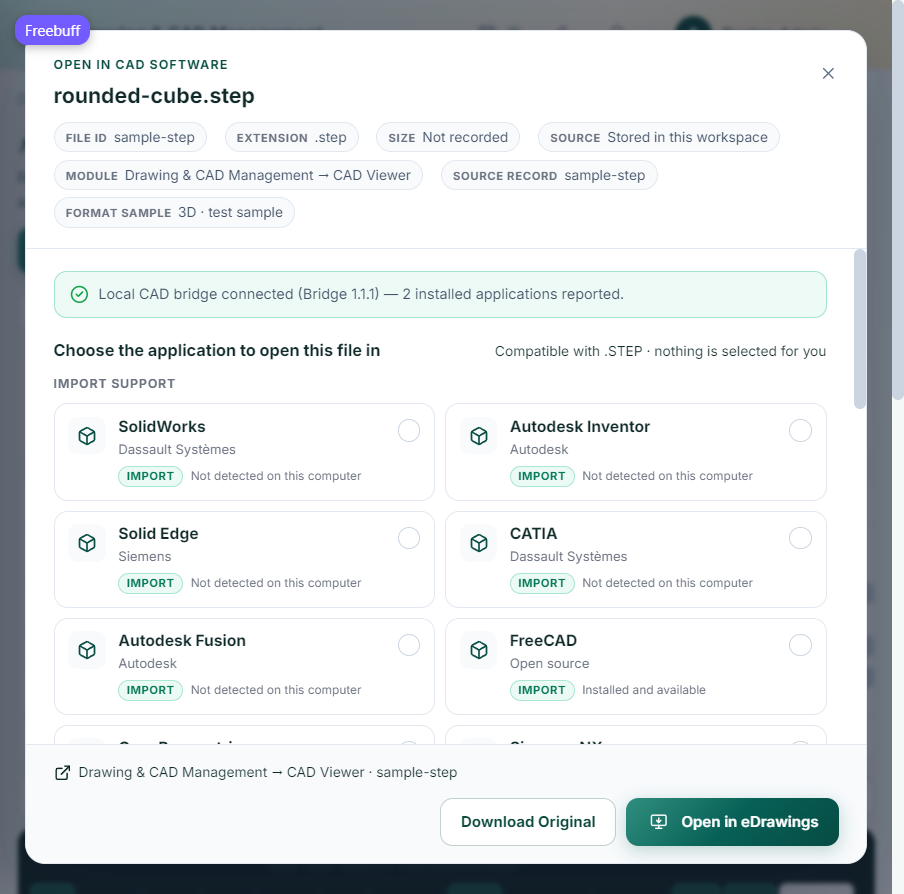 Freebuff
OPEN IN CAD SOFTWARE
rounded-cube.step
FILE ID sample-step
EXTENSION .step
SIZE Not recorded
SOURCE Stored in this workspace
MODULE Drawing & CAD Management → CAD Viewer
SOURCE RECORD sample-step
FORMAT SAMPLE 3D · test sample
Local CAD bridge connected (Bridge 1.1.1) — 2 installed applications reported.
Choose the application to open this file in
Compatible with .STEP · nothing is selected for you
IMPORT SUPPORT
SolidWorks
Dassault Systèmes
IMPORT Not detected on this computer
Autodesk Inventor
Autodesk
IMPORT Not detected on this computer
Solid Edge
Siemens
IMPORT Not detected on this computer
CATIA
Dassault Systèmes
IMPORT Not detected on this computer
Autodesk Fusion
Autodesk
IMPORT Not detected on this computer
FreeCAD
Open source
IMPORT Installed and available
Drawing & CAD Management → CAD Viewer · sample-step
Download Original
Open in eDrawings